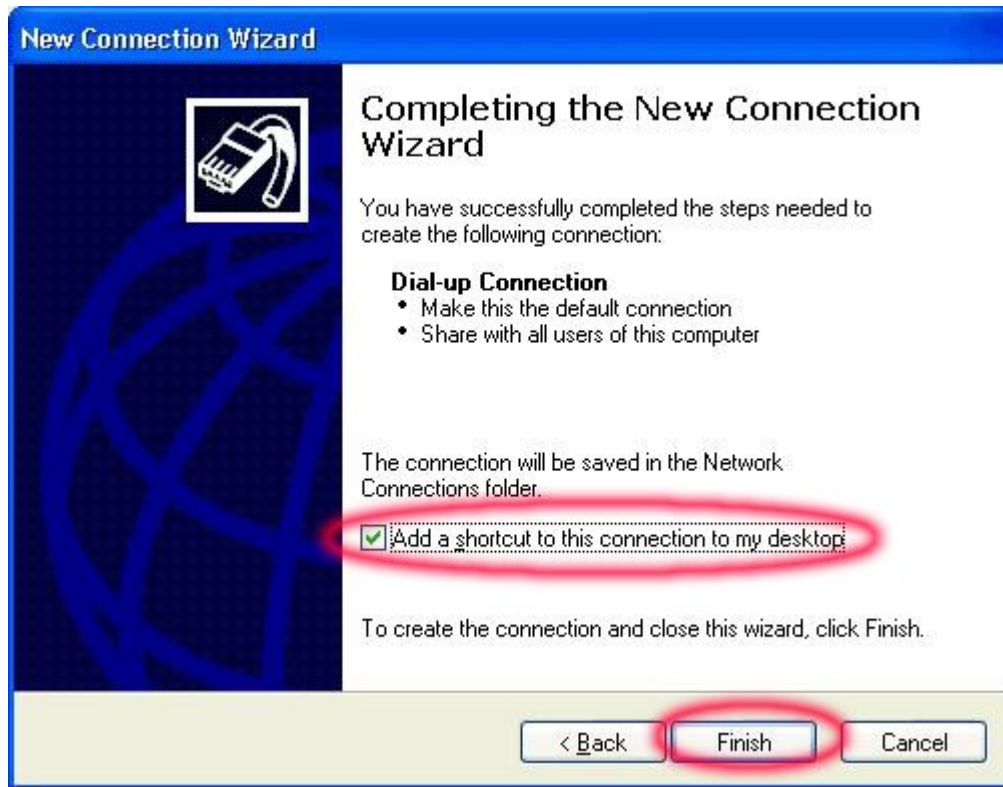 New Connection Wizard
Completing the New Connection
Wizard
You have successfully completed the steps needed to
create the following connection:
Dial-up Connection
• Make this the default connection
• Share with all users of this computer
The connection will be saved in the Network
Connections folder.
Add a shortcut to this connection to my desktop
To create the connection and close this wizard, click Finish.
< Back Finish Cancel